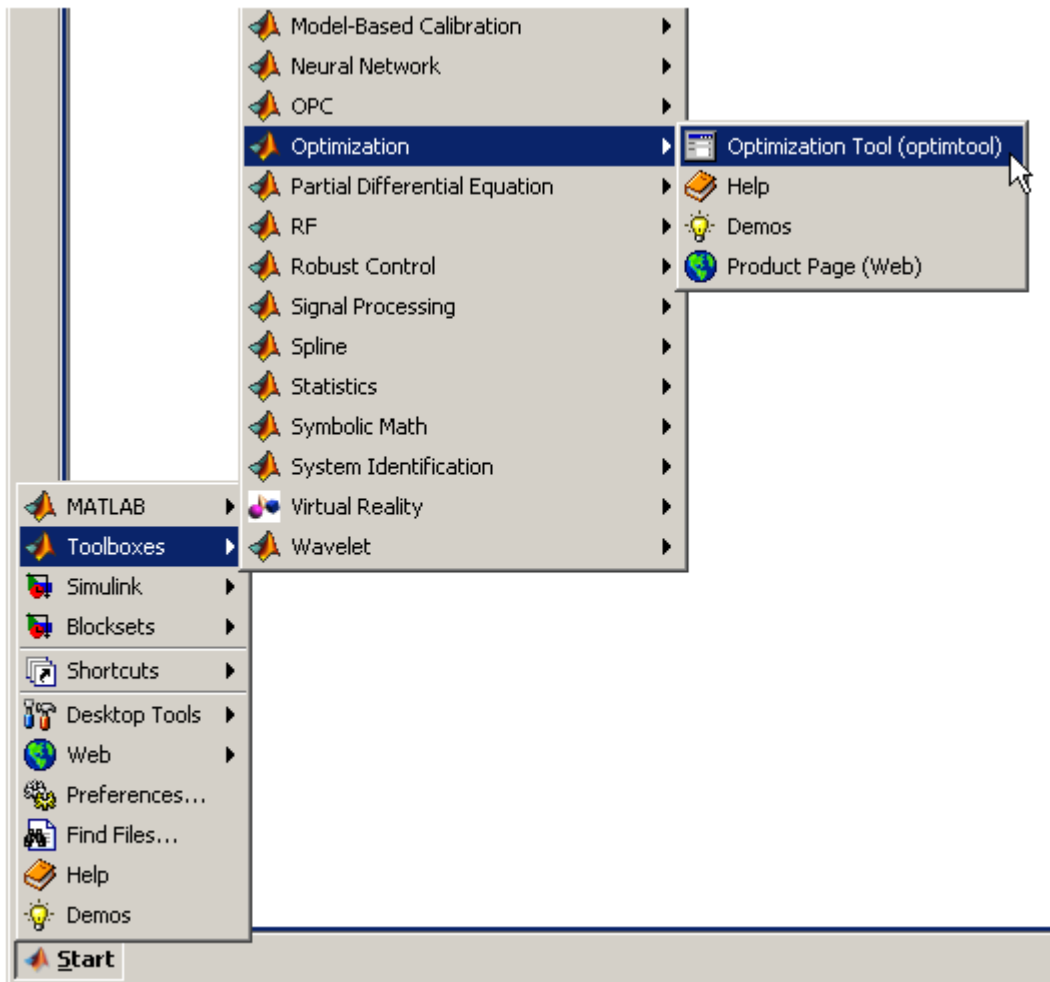 Model-Based Calibration
Neural Network
OPC
Optimization
Partial Differential Equation
RF
Robust Control
Signal Processing
Spline
Statistics
Symbolic Math
System Identification
Virtual Reality
Wavelet
Optimization Tool (optimtool)
Help
Demos
Product Page (Web)
MATLAB
Toolboxes
Simulink
Blocksets
Shortcuts
Desktop Tools
Web
Preferences...
Find Files...
Help
Demos
Start